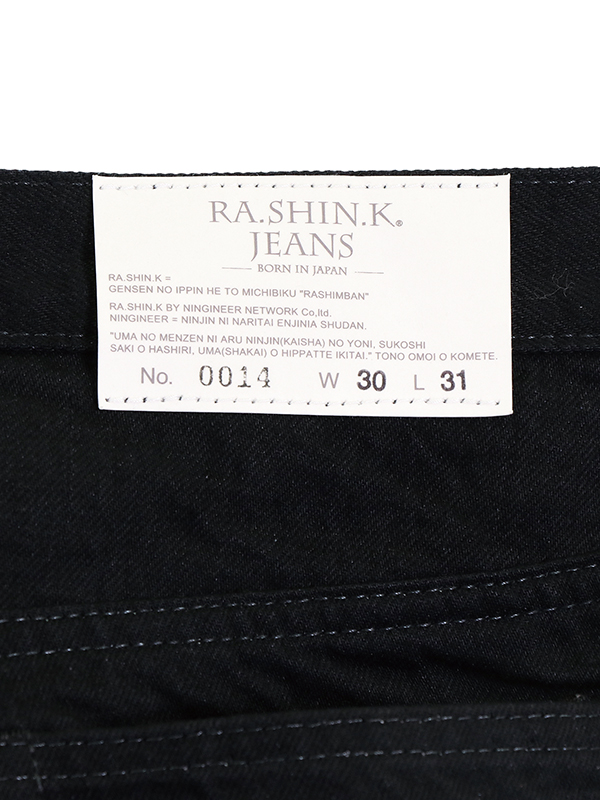 RA.SHIN.K®
JEANS
BORN IN JAPAN
RA.SHIN.K =
GENSEN NO IPPIN HE TO MICHIBIKU "RASHIMBAN"
RA.SHIN.K BY NINGINEER NETWORK Co,ltd.
NINGINEER = NINJIN NI NARITAI ENJINIA SHUDAN.
"UMA NO MENZEN NI ARU NINJIN(KAISHA) NO YONI, SUKOSHI
SAKI O HASHIRI, UMA(SHAKAI) O HIPPATTE IKITAI." TONO OMOI O KOMETE.
No. 0014 W 30 L 31